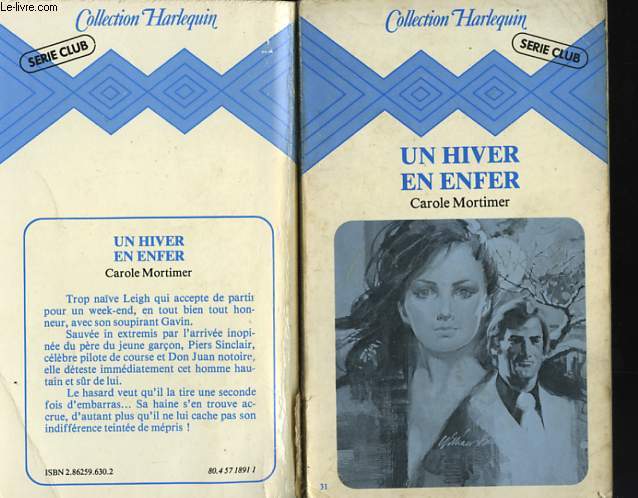 Le-livre.com
Collection Harlequin
SERIE CLUB
UN HIVER
EN ENFER
Carole Mortimer
Trop naïve Leigh qui accepte de partir
pour un week-end, en tout bien tout hon-
neur, avec son soupirant Gavin.
Sauvée in extremis par l'arrivée inopi-
née du père du jeune garçon, Piers Sinclair,
célèbre pilote de course et Don Juan notoire,
elle déteste immédiatement cet homme hau-
tain et sûr de lui.
Le hasard veut qu'il la tire une seconde
fois d'embarras... Sa haine s'en trouve ac-
crue, d'autant plus qu'il ne lui cache pas son
indifférence teintée de mépris !
ISBN 2.86259.630.2
80.4 57 1891 1
Collection Harlequin
SERIE CLUB
UN HIVER
EN ENFER
Carole Mortimer
William
31